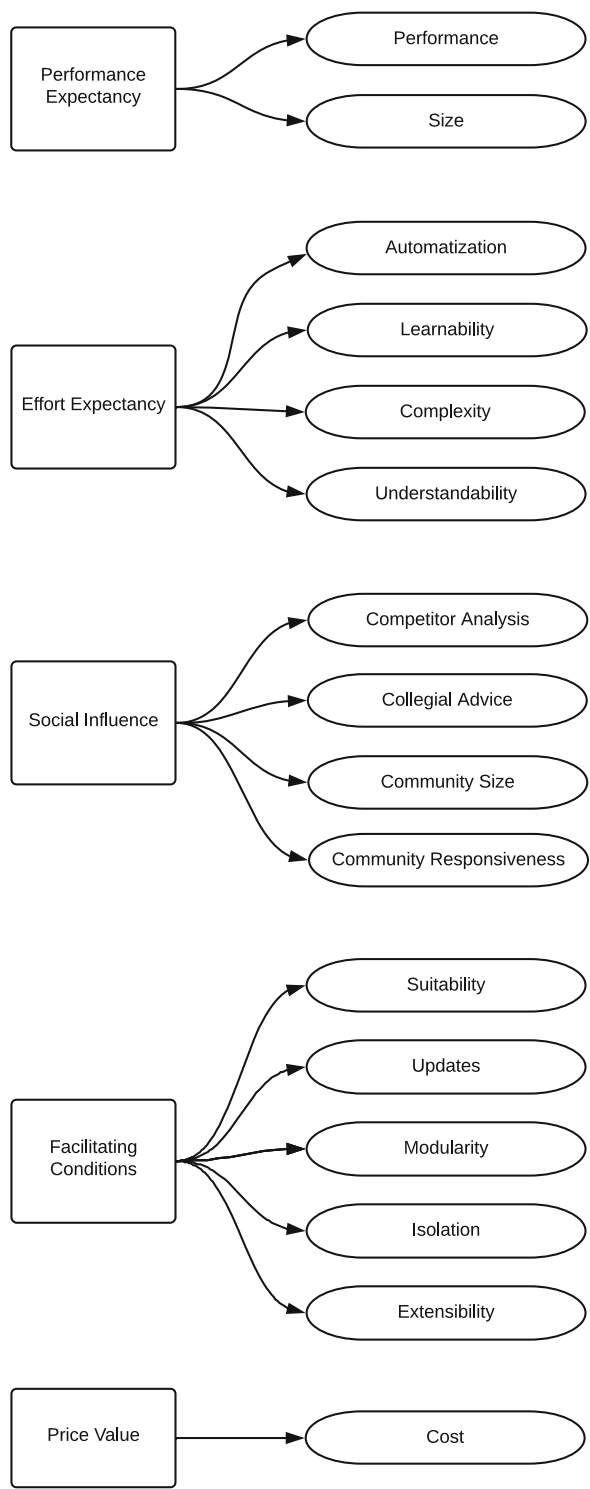 Performance
Expectancy
Performance
Size
Effort Expectancy
Automatization
Learnability
Complexity
Understandability
Social Influence
Competitor Analysis
Collegial Advice
Community Size
Community Responsiveness
Facilitating
Conditions
Suitability
Updates
Modularity
Isolation
Extensibility
Price Value
Cost